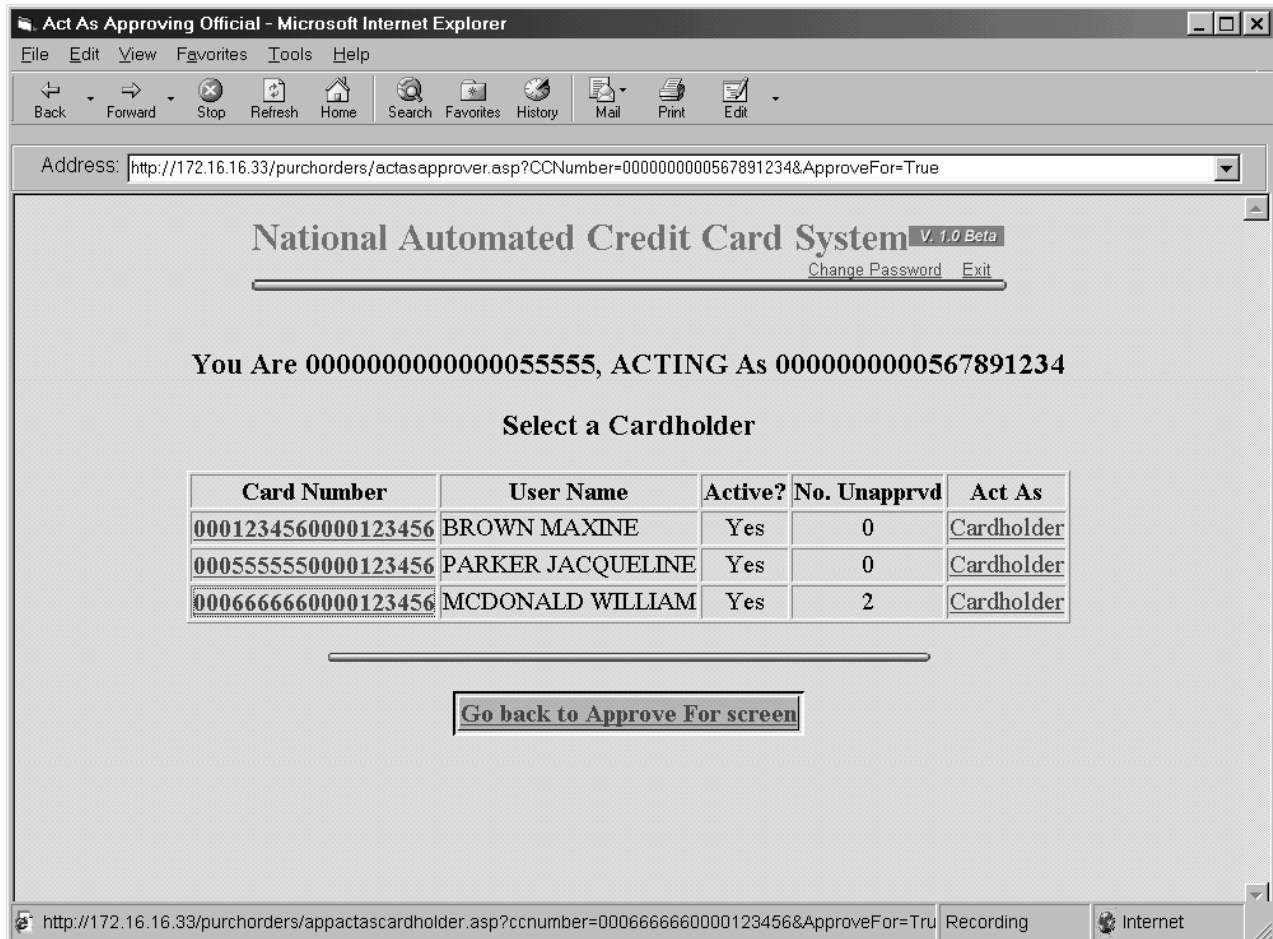 Act As Approving Official - Microsoft Internet Explorer
File Edit View Favorites Tools Help
Back Forward Stop Refresh Home Search Favorites History Mail Print Edit
Address: http://172.16.16.33/purchorders/actasapprover.asp?CCNumber=0000000000567891234&ApproveFor=True
National Automated Credit Card System V. 1.0 Beta
Change Password Exit
You Are 0000000000000055555, ACTING As 0000000000567891234
Select a Cardholder
Card Number User Name Active? No. Unapprvd Act As
0001234560000123456 BROWN MAXINE Yes 0 Cardholder
0005555550000123456 PARKER JACQUELINE Yes 0 Cardholder
0006666660000123456 MCDONALD WILLIAM Yes 2 Cardholder
Go back to Approve For screen
http://172.16.16.33/purchorders/appactascardholder.asp?ccnumber=0006666660000123456&ApproveFor=Tru Recording Internet